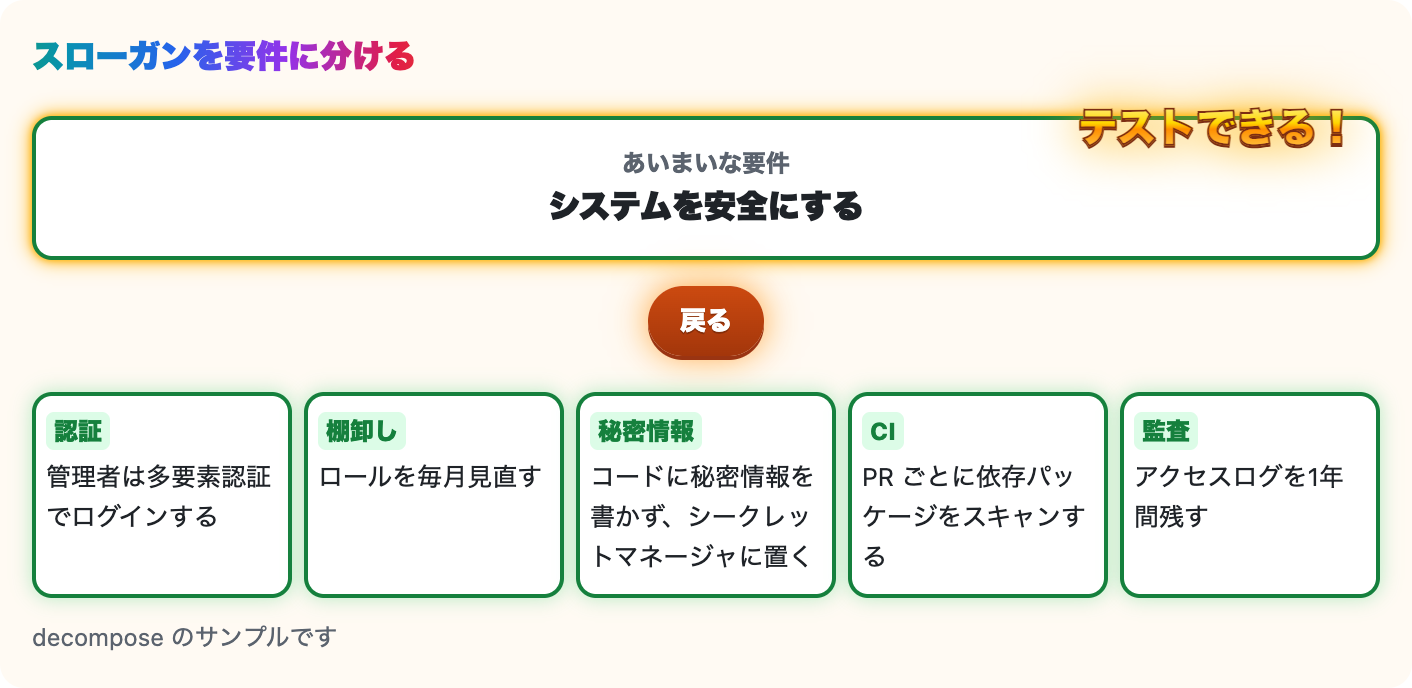 スローガンを要件に分ける
テストできる！
あいまいな要件
システムを安全にする
戻る
認証
管理者は多要素認証
でログインする
棚卸し
ロールを毎月見直す
秘密情報
コードに秘密情報を
書かず、シークレッ
トマネージャに置く
CI
PR ごとに依存パッ
ケージをスキャンす
る
監査
アクセスログを1年
間残す
decompose のサンプルです